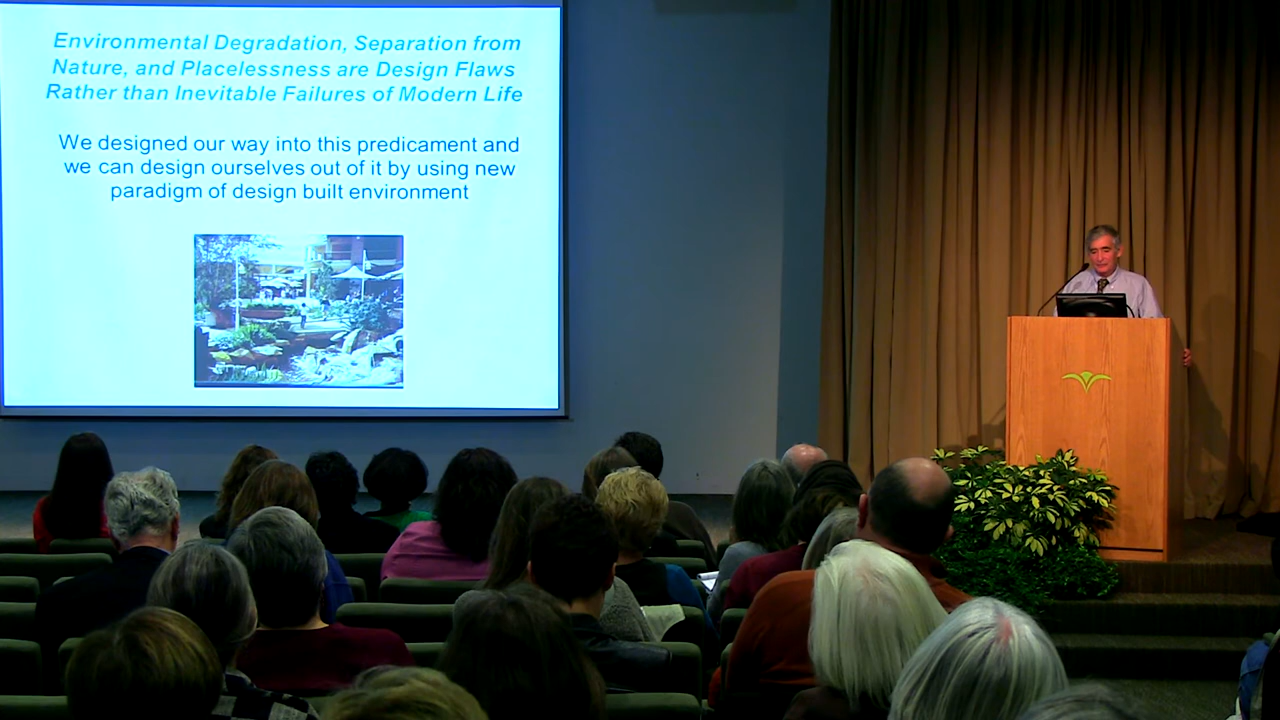 Environmental Degradation, Separation from
Nature, and Placelessness are Design Flaws
Rather than Inevitable Failures of Modern Life
We designed our way into this predicament and
we can design ourselves out of it by using new
paradigm of design built environment